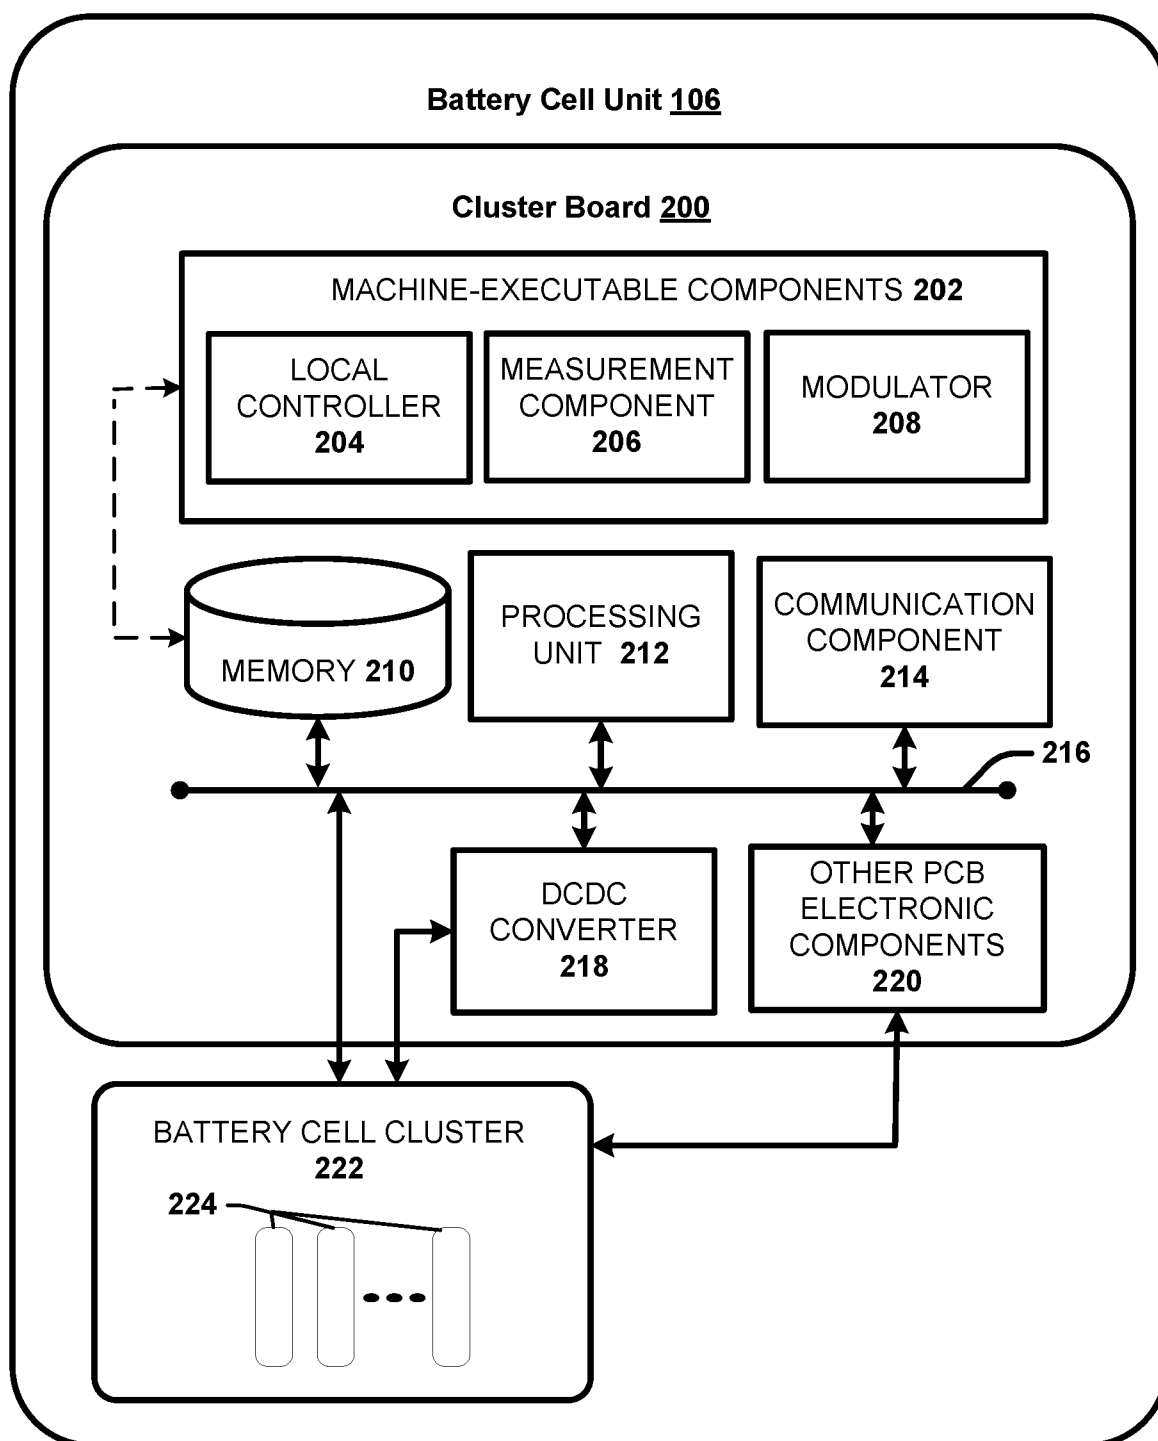 Battery Cell Unit 106
Cluster Board 200
MACHINE-EXECUTABLE COMPONENTS 202
LOCAL
CONTROLLER
204
MEASUREMENT
COMPONENT
206
MODULATOR
208
MEMORY 210
PROCESSING
UNIT 212
COMMUNICATION
COMPONENT
214
216
DCDC
CONVERTER
218
OTHER PCB
ELECTRONIC
COMPONENTS
220
BATTERY CELL CLUSTER
222
224